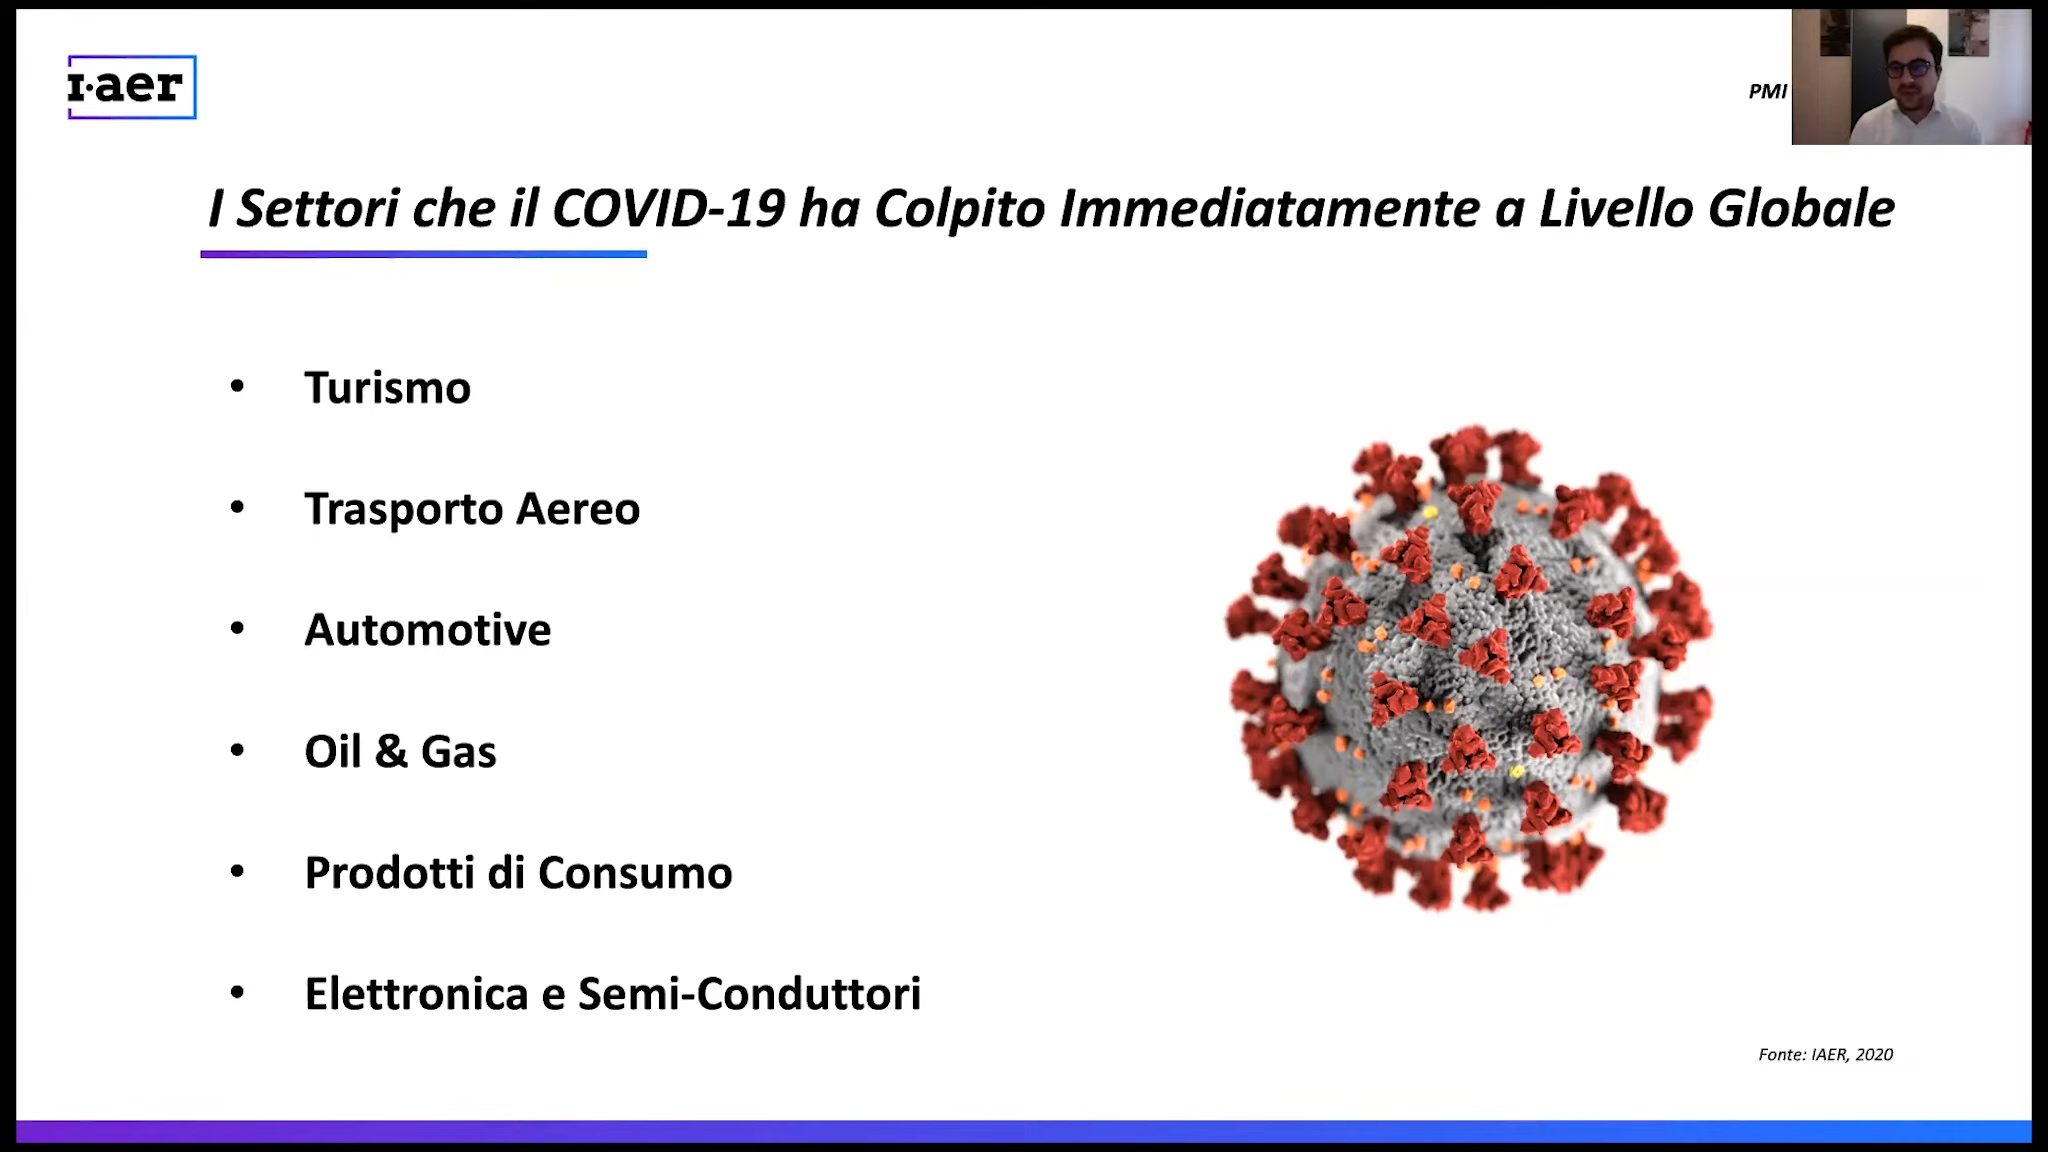 I·aer
PMI
I Settori che il COVID-19 ha Colpito Immediatamente a Livello Globale
• Turismo
• Trasporto Aereo
• Automotive
• Oil & Gas
• Prodotti di Consumo
• Elettronica e Semi-Conduttori
Fonte: IAER, 2020